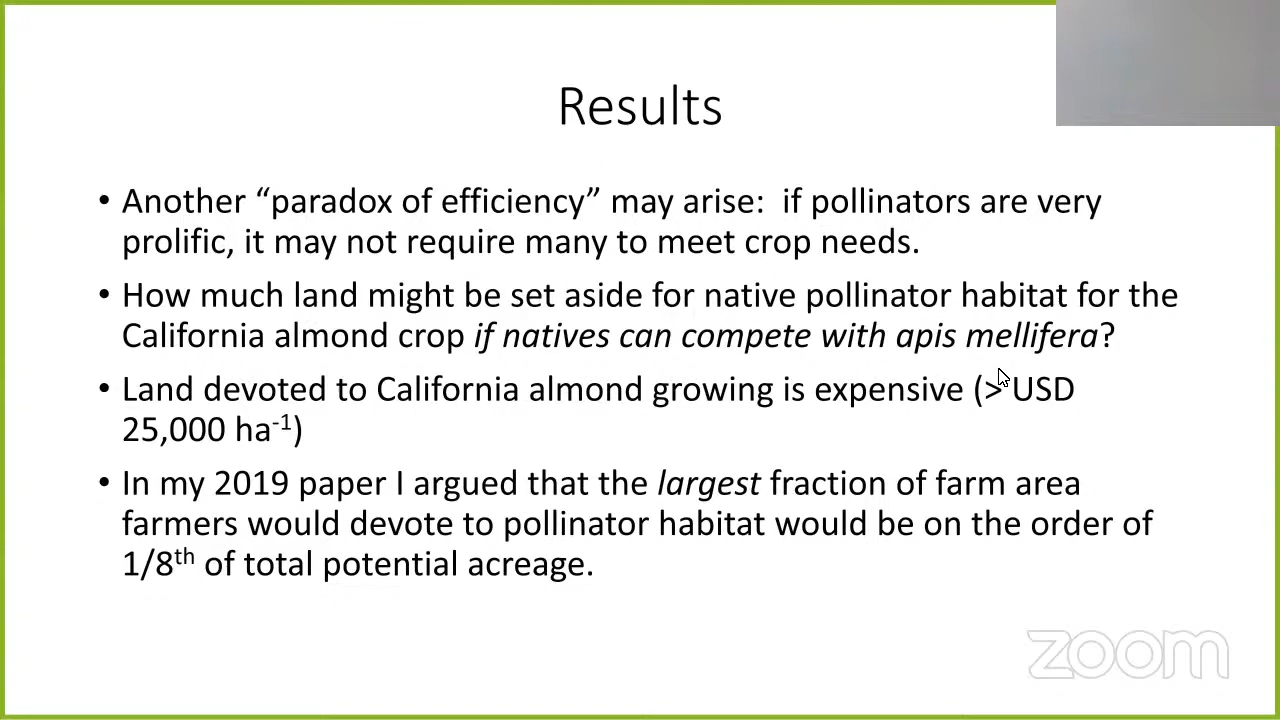 Results
• Another “paradox of efficiency” may arise:  if pollinators are very
prolific, it may not require many to meet crop needs.
• How much land might be set aside for native pollinator habitat for the
California almond crop if natives can compete with apis mellifera?
• Land devoted to California almond growing is expensive (> USD
25,000 ha-1)
• In my 2019 paper I argued that the largest fraction of farm area
farmers would devote to pollinator habitat would be on the order of
1/8th of total potential acreage.
zoom